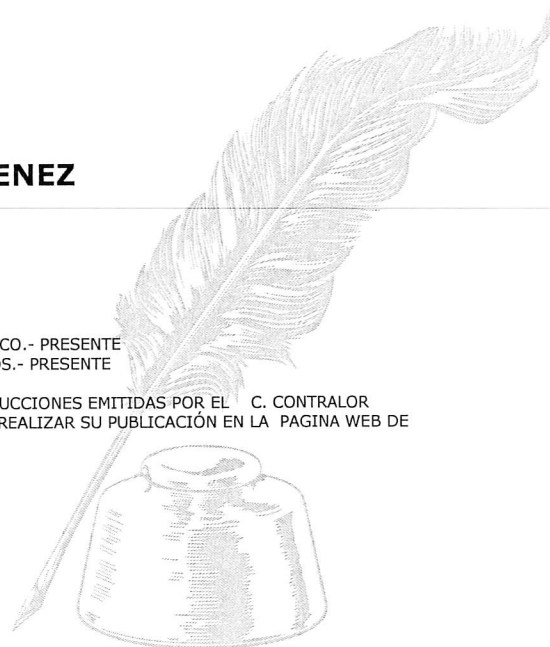 ENEZ
CO.- PRESENTE
OS.- PRESENTE
UCCIONES EMITIDAS POR EL C. CONTRALOR
REALIZAR SU PUBLICACIÓN EN LA PAGINA WEB DE